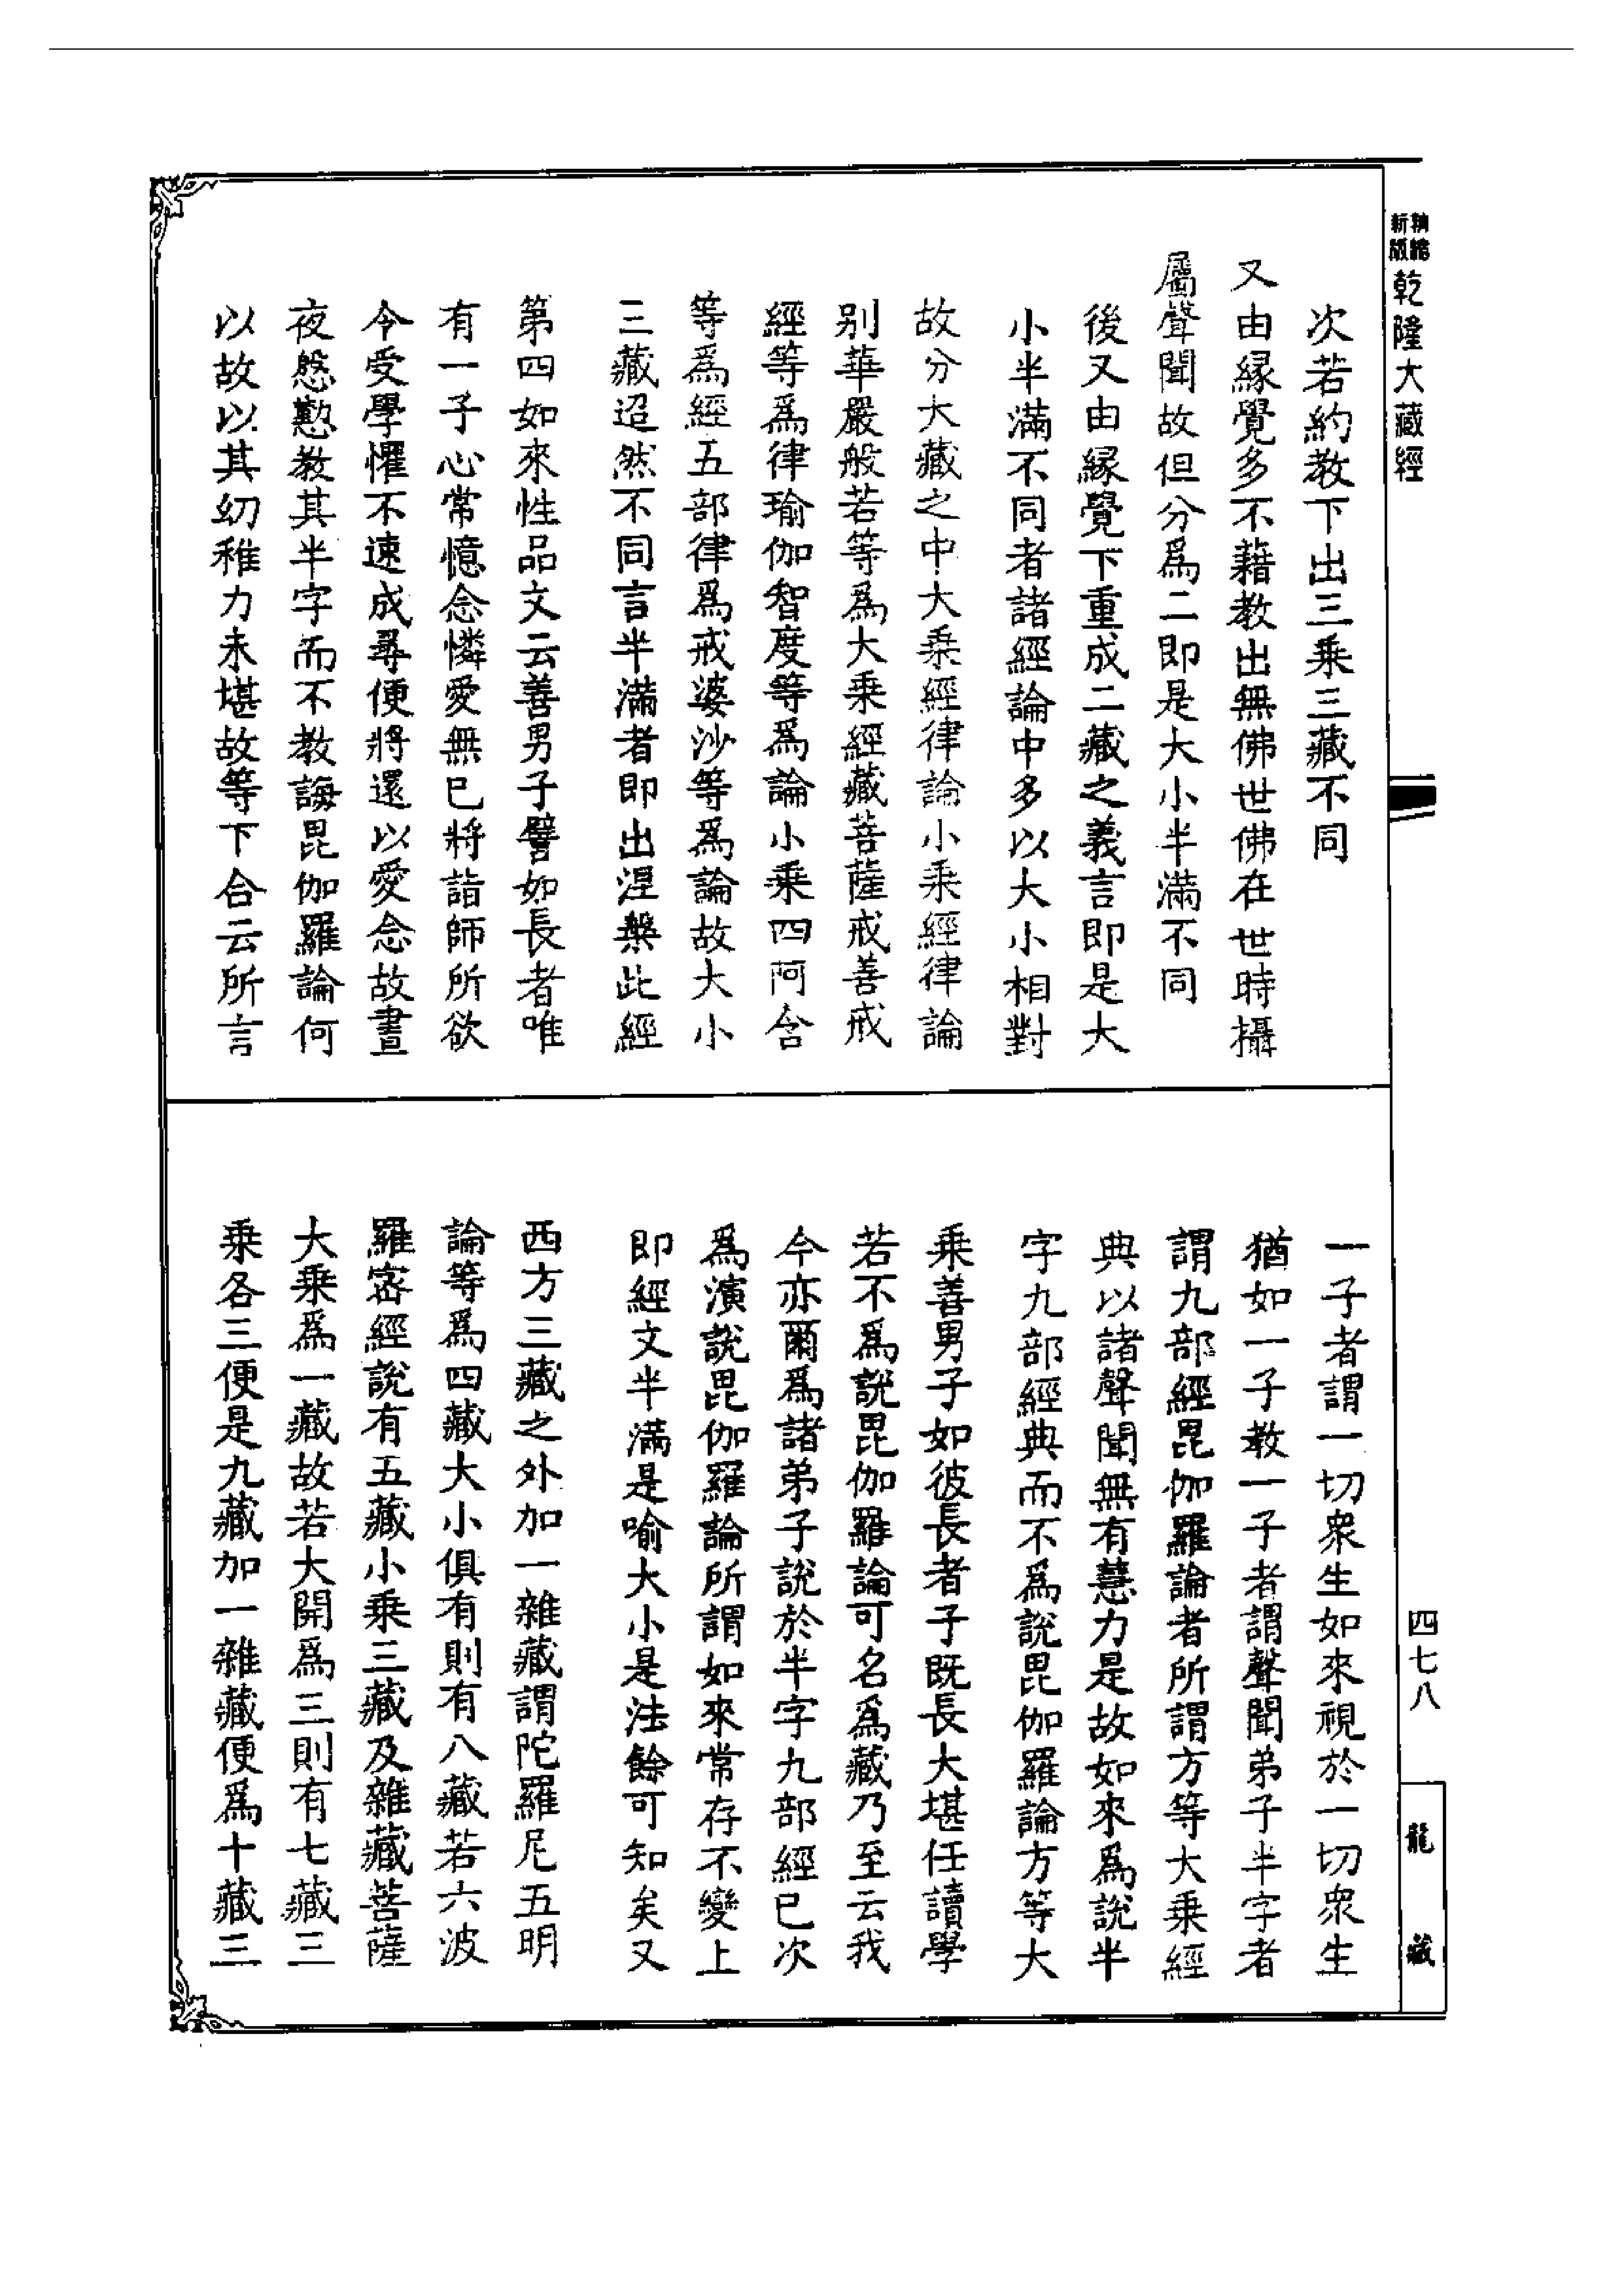 精縮新版
乾隆大藏經
次若約教下出三乘三藏不同
又由緣覺多不藉教出無佛世佛在世時攝
屬聲聞故但分爲二即是大小半滿不同
後又由緣覺下重成二藏之義言即是大
小半滿不同者諸經論中多以大小相對
故分大藏之中大乘經律論小乘經律論
別華嚴般若等爲大乘經藏菩薩戒善戒
經等爲律瑜伽智度等爲論小乘四阿含
等爲經五部律爲戒婆沙等爲論故大小
三藏迢然不同言半滿者即出涅槃此經
第四如來性品文云善男子譬如長者唯
有一子心常憶念憐愛無已將詣師所欲
今受學懼不速成尋便將還以愛念故晝
夜慇懃教其半字而不教誨毘伽羅論何
以故以其幼稚力未堪故等下合云所言
一子者謂一切衆生如來視於一切衆生
猶如一子教一子者謂聲聞弟子半字者
謂九部經毘伽羅論者所謂方等大乘經
典以諸聲聞無有慧力是故如來爲說半
字九部經典而不爲說毘伽羅論方等大
乘善男子如彼長者子既長大堪任讀學
若不爲說毘伽羅論可名爲藏乃至云我
今亦爾爲諸弟子說於半字九部經已次
爲演說毘伽羅論所謂如來常存不變上
即經文半滿是喻大小是法餘可知矣又
西方三藏之外加一雜藏謂陀羅尼五明
論等爲四藏大小俱有則有八藏若六波
羅密經說有五藏小乘三藏及雜藏菩薩
大乘爲一藏故若大開爲三則有七藏三
乘各三便是九藏加一雜藏便爲十藏三
四七八
龍藏